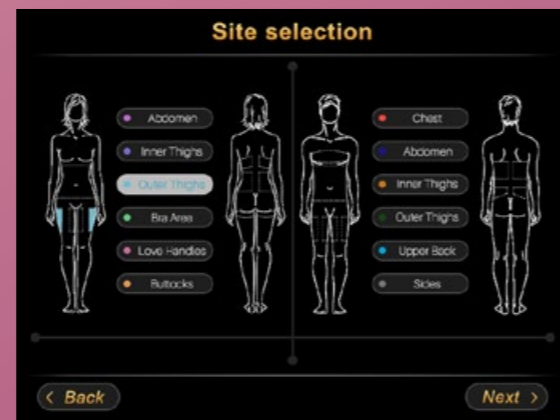 Site selection
Abdomen
Inner Thighs
Outer Thighs
Bra Area
Love Handles
Buttocks
Chest
Abdomen
Inner Thighs
Outer Thighs
Upper Back
Sides
< Back
Next >